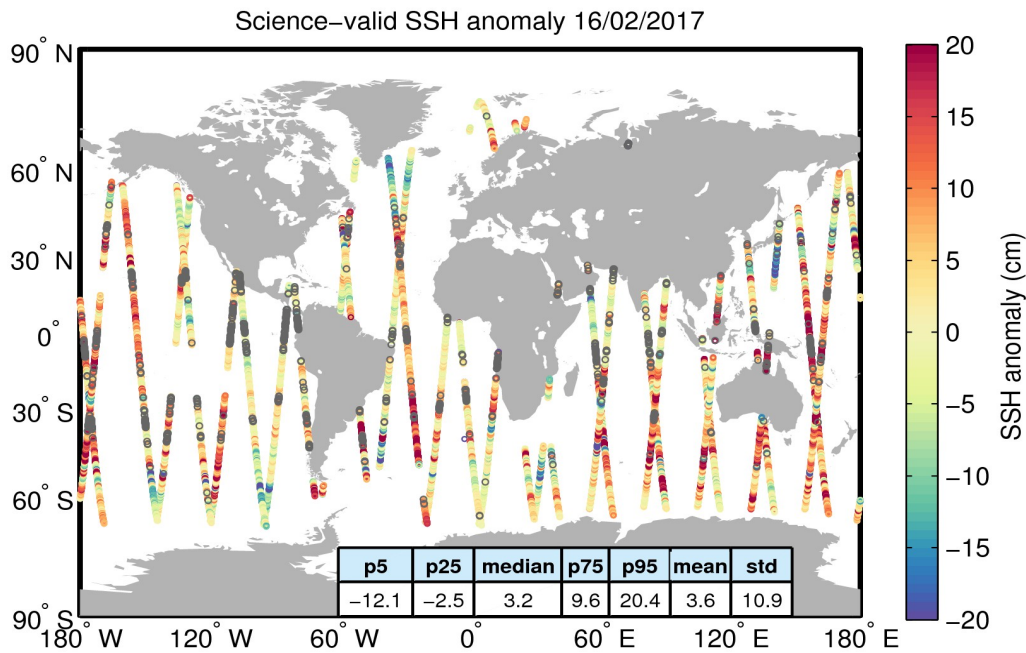 Science−valid SSH anomaly 16/02/2017
90° N
60° N
30° N
0°
30° S
60° S
90° S
180° W
120° W
60° W
0°
60° E
120° E
180° E
p5 p25 median p75 p95 mean std
−12.1 −2.5 3.2 9.6 20.4 3.6 10.9
20
15
10
5
0
−5
−10
−15
−20
SSH anomaly (cm)